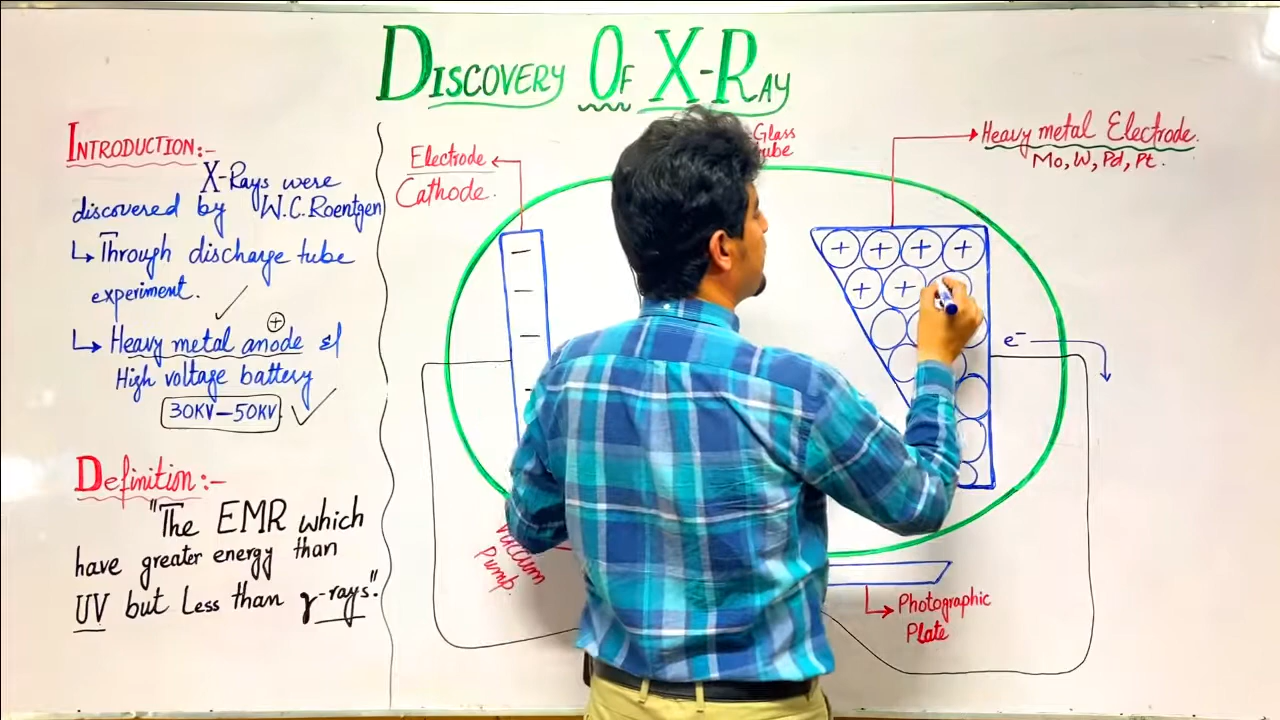 DISCOVERY OF X-RAY
INTRODUCTION:-
X-Rays were
discovered by W.C.Roentgen
↳ Through discharge tube
experiment.
+
↳ Heavy metal anode &
High voltage battery
30KV–50KV
Definition:-
"The EMR which
have greater energy than
UV but Less than γ-rays".
Electrode
Cathode.
Glass
tube
Heavy metal Electrode.
Mo, W, Pd, Pt.
– – – –
+ + + +
+ +
e⁻
Vaccum
Pump.
Photographic
Plate